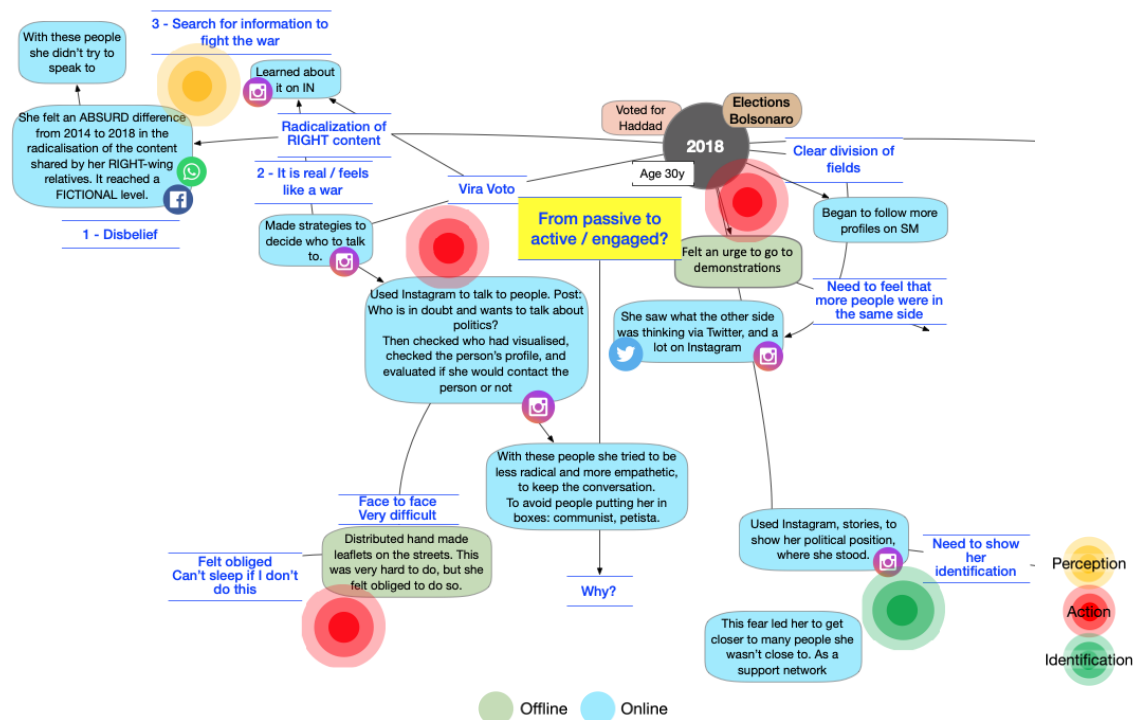 3 - Search for information to
fight the war
With these people
she didn't try to
speak to
Learned about
it on IN
She felt an ABSURD difference
from 2014 to 2018 in the
radicalisation of the content
shared by her RIGHT-wing
relatives. It reached a
FICTIONAL level.
Radicalization of
RIGHT content
2 - It is real / feels
like a war
1 - Disbelief
Vira Voto
Voted for
Haddad
Elections
Bolsonaro
2018
Age 30y
Clear division of
fields
From passive to
active / engaged?
Began to follow more
profiles on SM
Made strategies to
decide who to talk
to.
Felt an urge to go to
demonstrations
Need to feel that
more people were in
the same side
Used Instagram to talk to people. Post:
Who is in doubt and wants to talk about
politics?
Then checked who had visualised,
checked the person's profile, and
evaluated if she would contact the
person or not
She saw what the other side
was thinking via Twitter, and a
lot on Instagram
With these people she tried to be
less radical and more empathetic,
to keep the conversation.
To avoid people putting her in
boxes: communist, petista.
Face to face
Very difficult
Distributed hand made
leaflets on the streets. This
was very hard to do, but she
felt obliged to do so.
Felt obliged
Can't sleep if I don't
do this
Why?
Used Instagram, stories, to
show her political position,
where she stood.
Need to show
her
identification
This fear led her to get
closer to many people she
wasn't close to. As a
support network
Perception
Action
Identification
Offline
Online